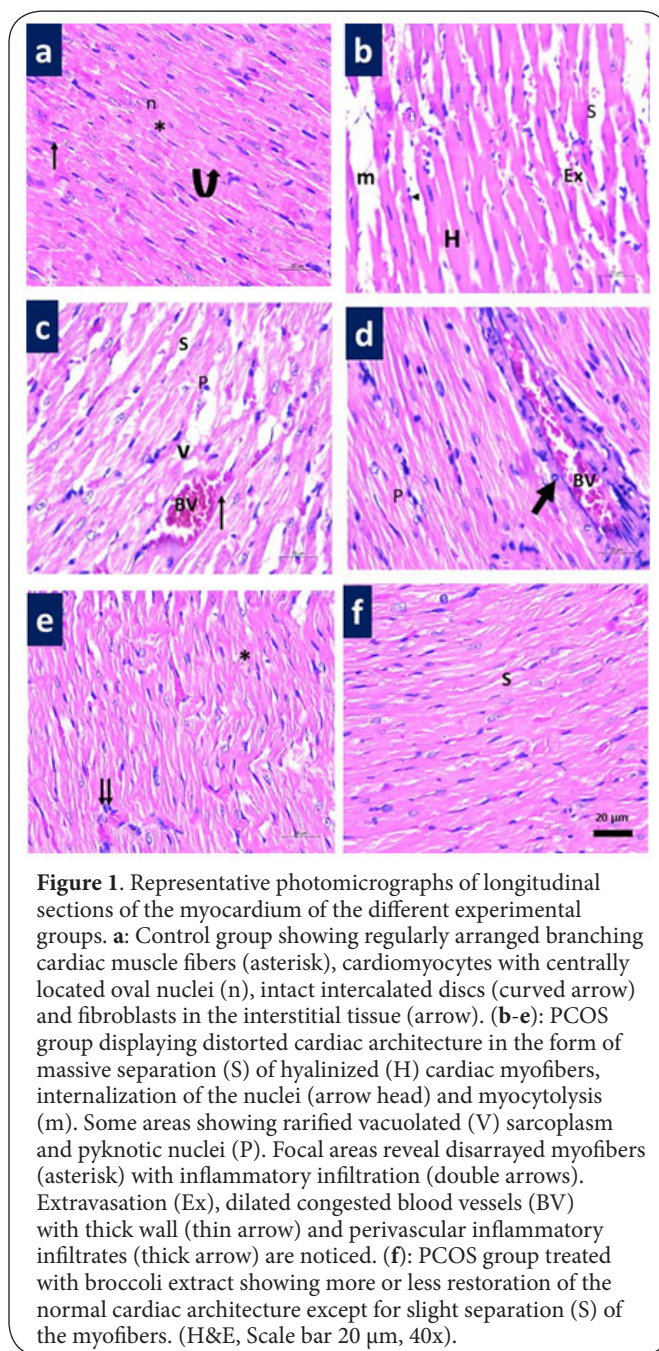 a
b
n
*
S
m
Ex
H
c
d
S
P
V
BV
BV
P
e
f
*
S
20 μm
Figure 1. Representative photomicrographs of longitudinal
sections of the myocardium of the different experimental
groups. a: Control group showing regularly arranged branching
cardiac muscle fibers (asterisk), cardiomyocytes with centrally
located oval nuclei (n), intact intercalated discs (curved arrow)
and fibroblasts in the interstitial tissue (arrow). (b-e): PCOS
group displaying distorted cardiac architecture in the form of
massive separation (S) of hyalinized (H) cardiac myofibers,
internalization of the nuclei (arrow head) and myocytolysis
(m). Some areas showing rarified vacuolated (V) sarcoplasm
and pyknotic nuclei (P). Focal areas reveal disarrayed myofibers
(asterisk) with inflammatory infiltration (double arrows).
Extravasation (Ex), dilated congested blood vessels (BV)
with thick wall (thin arrow) and perivascular inflammatory
infiltrates (thick arrow) are noticed. (f): PCOS group treated
with broccoli extract showing more or less restoration of the
normal cardiac architecture except for slight separation (S) of
the myofibers. (H&E, Scale bar 20 μm, 40x).